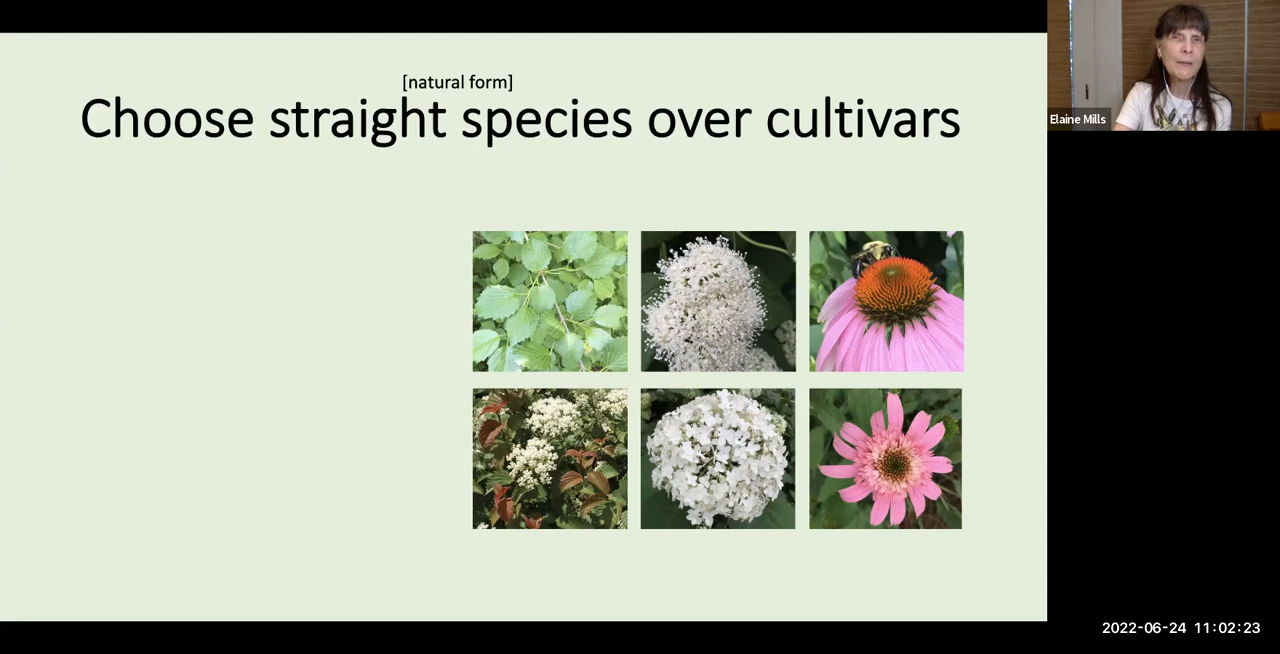 [natural form]
Choose straight species over cultivars
Elaine Mills
2022-06-24 11:02:23